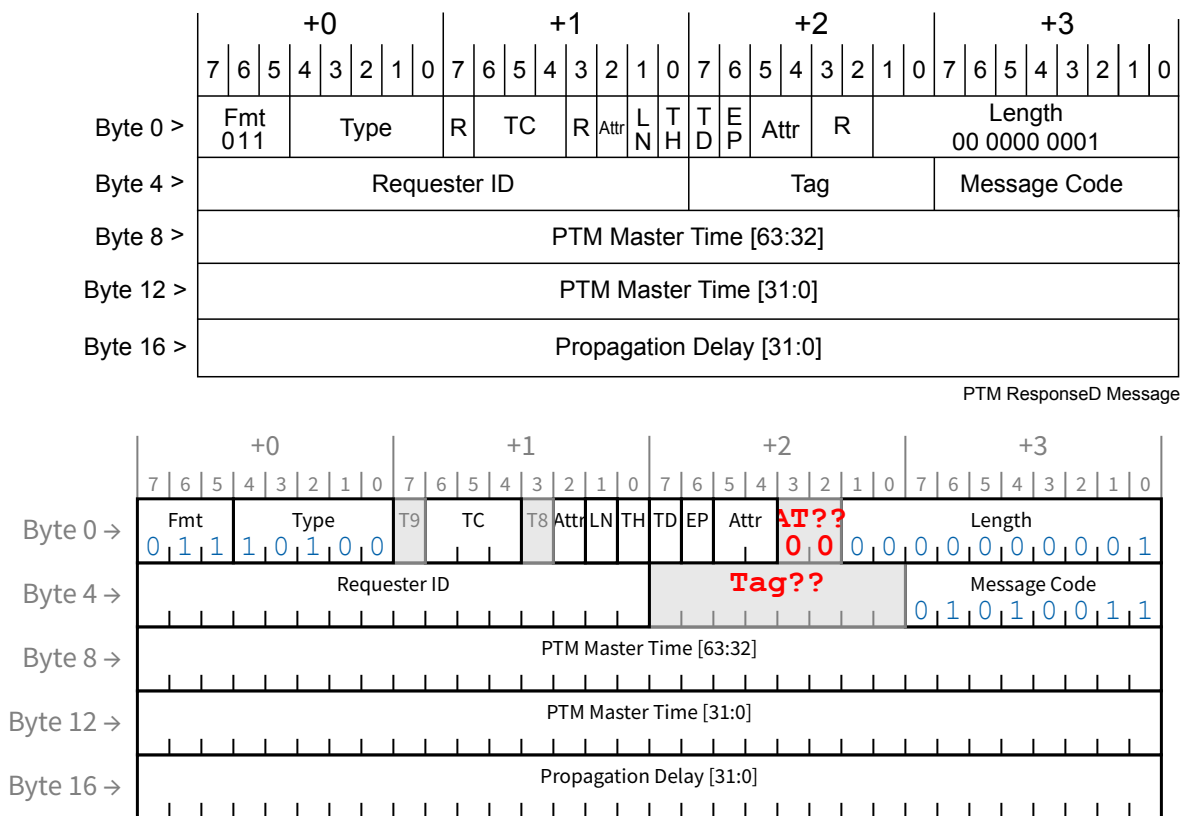 +0 +1 +2 +3
7 6 5 4 3 2 1 0 7 6 5 4 3 2 1 0 7 6 5 4 3 2 1 0 7 6 5 4 3 2 1 0
Byte 0 > Fmt 011 Type R TC R Attr LN TH TD EP Attr R Length 00 0000 0001
Byte 4 > Requester ID Tag Message Code
Byte 8 > PTM Master Time [63:32]
Byte 12 > PTM Master Time [31:0]
Byte 16 > Propagation Delay [31:0]
PTM ResponseD Message
+0 +1 +2 +3
7 6 5 4 3 2 1 0 7 6 5 4 3 2 1 0 7 6 5 4 3 2 1 0 7 6 5 4 3 2 1 0
Byte 0 → Fmt Type T9 TC T8 Attr LN TH TD EP Attr AT?? Length
0 1 1 1 0 1 0 0 0 0 0 0 0 0 0 0 0 0 0 1
Byte 4 → Requester ID Tag?? Message Code
0 1 0 1 0 0 1 1
Byte 8 → PTM Master Time [63:32]
Byte 12 → PTM Master Time [31:0]
Byte 16 → Propagation Delay [31:0]